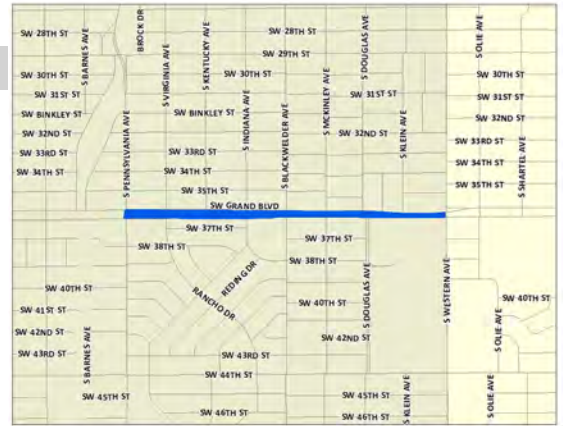 BROCK DR
SW 28TH ST
SW 28TH ST
S BARNES AVE
S VIRGINIA AVE
S KENTUCKY AVE
SW 29TH ST
S DOUGLAS AVE
S OLIE AVE
SW 30TH ST
SW 30TH ST
SW 30TH ST
SW 31ST ST
SW 31ST ST
SW 31ST ST
S MCKINLEY AVE
SW BINKLEY ST
SW BINKLEY ST
S INDIANA AVE
SW 32ND ST
SW 32ND ST
SW 32ND ST
S KLEIN AVE
S PENNSYLVANIA AVE
S BLACKWELDER AVE
SW 33RD ST
SW 33RD ST
SW 33RD ST
S SHARTEL AVE
SW 34TH ST
SW 34TH ST
SW 34TH ST
SW 35TH ST
SW 35TH ST
SW GRAND BLVD
SW 37TH ST
SW 37TH ST
SW 38TH ST
SW 38TH ST
REDING DR
RANCHO DR
S DOUGLAS AVE
S WESTERN AVE
SW 40TH ST
SW 40TH ST
SW 40TH ST
SW 41ST ST
SW 42ND ST
SW 42ND ST
S OLIE AVE
SW 43RD ST
SW 43RD ST
S BARNES AVE
SW 44TH ST
SW 45TH ST
SW 45TH ST
S KLEIN AVE
S OLIE AVE
SW 46TH ST
SW 46TH ST